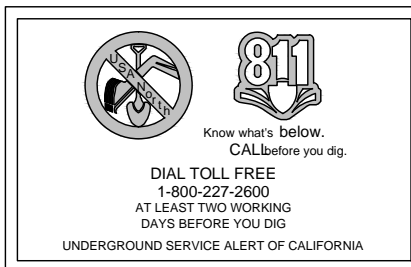 USA North
811
Know what's below.
CALL before you dig.
DIAL TOLL FREE
1-800-227-2600
AT LEAST TWO WORKING
DAYS BEFORE YOU DIG
UNDERGROUND SERVICE ALERT OF CALIFORNIA